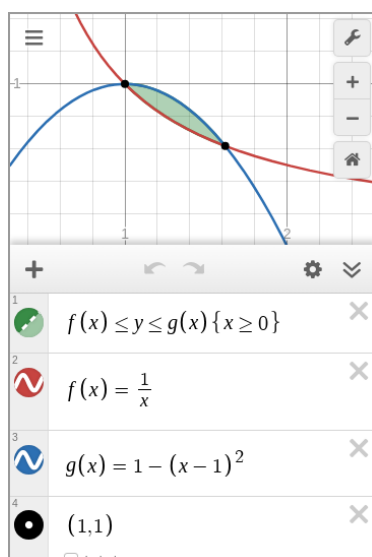 1
1
2
1
f(x) ≤ y ≤ g(x){x ≥ 0}
2
f(x) = 1/x
3
g(x) = 1 − (x − 1)²
4
(1,1)